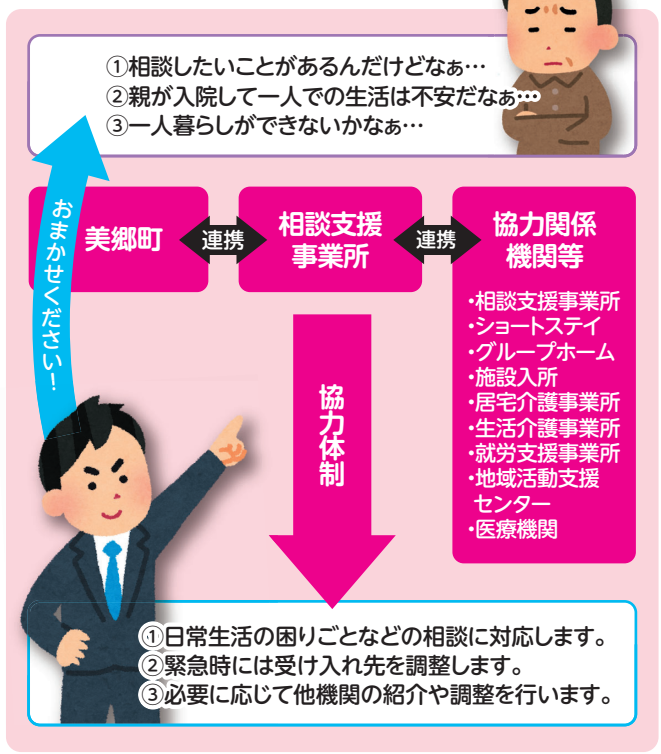 ①相談したいことがあるんだけどなぁ…
②親が入院して一人での生活は不安だなぁ…
③一人暮らしができないかなぁ…
おまかせください！
美郷町
連携
相談支援
事業所
連携
協力関係
機関等
・相談支援事業所
・ショートステイ
・グループホーム
・施設入所
・居宅介護事業所
・生活介護事業所
・就労支援事業所
・地域活動支援
センター
・医療機関
協力体制
①日常生活の困りごとなどの相談に対応します。
②緊急時には受け入れ先を調整します。
③必要に応じて他機関の紹介や調整を行います。